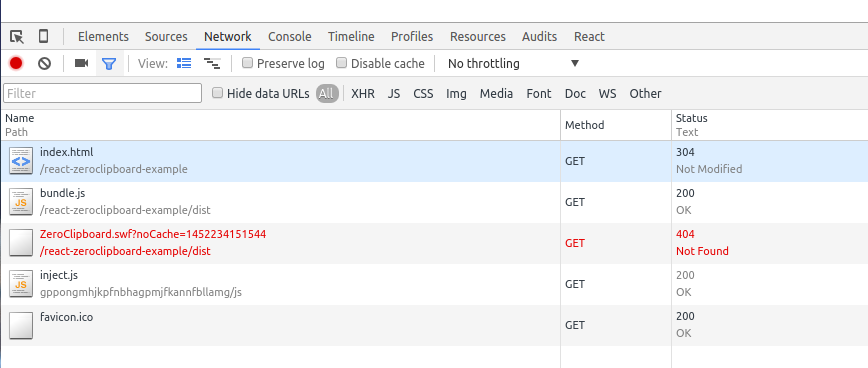 Elements Sources Network Console Timeline Profiles Resources Audits React
View: Preserve log Disable cache No throttling
Filter Hide data URLs All XHR JS CSS Img Media Font Doc WS Other
Name Method Status
Path Text
index.html GET 304
/react-zeroclipboard-example Not Modified
bundle.js GET 200
/react-zeroclipboard-example/dist OK
ZeroClipboard.swf?noCache=1452234151544 GET 404
/react-zeroclipboard-example/dist Not Found
inject.js GET 200
gppongmhjkpfnbhagpmjfkannfbllamg/js OK
favicon.ico GET 200
OK